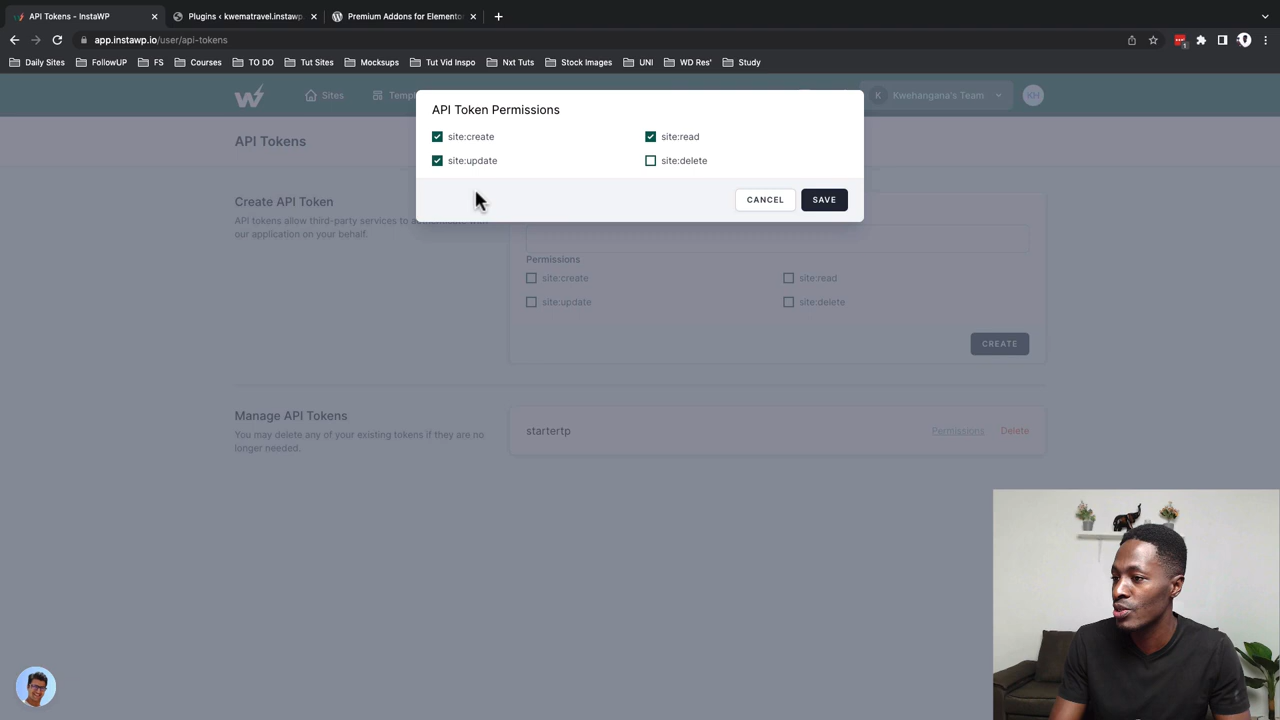 API Tokens - InstaWP
Plugins ‹ kwematravel.instawp.
Premium Addons for Elemento
app.instawp.io/user/api-tokens
Daily Sites
FollowUP
FS
Courses
TO DO
Tut Sites
Mocksups
Tut Vid Inspo
Nxt Tuts
Stock Images
UNI
WD Res'
Study
Sites
K
Kwehangana's Team
KH
API Token Permissions
site:create
site:read
site:update
site:delete
CANCEL
SAVE
API Tokens
Create API Token
API tokens allow third-party services to
our application on your behalf.
Permissions
site:create
site:read
site:update
site:delete
CREATE
Manage API Tokens
You may delete any of your existing tokens if they are no
longer needed.
startertp
Permissions
Delete